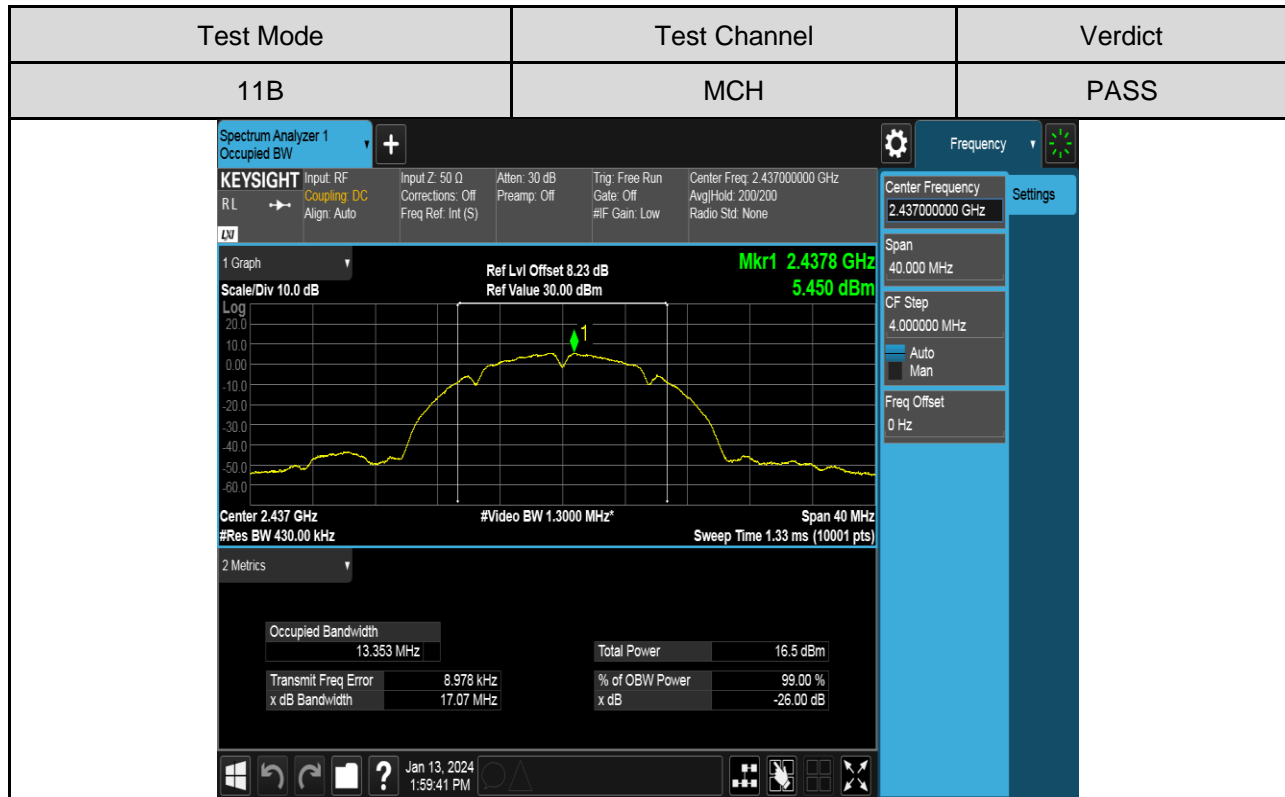 Test Mode Test Channel Verdict
11B MCH PASS
Spectrum Analyzer 1
Occupied BW
+
Frequency
KEYSIGHT
R L
LXI
Input: RF
Coupling: DC
Align: Auto
Input Z: 50 Ω
Corrections: Off
Freq Ref: Int (S)
Atten: 30 dB
Preamp: Off
Trig: Free Run
Gate: Off
#IF Gain: Low
Center Freq: 2.437000000 GHz
Avg|Hold: 200/200
Radio Std: None
Center Frequency
2.437000000 GHz
Settings
Span
40.000 MHz
CF Step
4.000000 MHz
Auto
Man
Freq Offset
0 Hz
1 Graph
Scale/Div 10.0 dB
Ref Lvl Offset 8.23 dB
Ref Value 30.00 dBm
Mkr1 2.4378 GHz
5.450 dBm
Log
20.0
10.0
0.00
-10.0
-20.0
-30.0
-40.0
-50.0
-60.0
1
Center 2.437 GHz #Video BW 1.3000 MHz* Span 40 MHz
#Res BW 430.00 kHz Sweep Time 1.33 ms (10001 pts)
2 Metrics
Occupied Bandwidth
13.353 MHz
Total Power 16.5 dBm
Transmit Freq Error 8.978 kHz % of OBW Power 99.00 %
x dB Bandwidth 17.07 MHz x dB -26.00 dB
?
Jan 13, 2024
1:59:41 PM